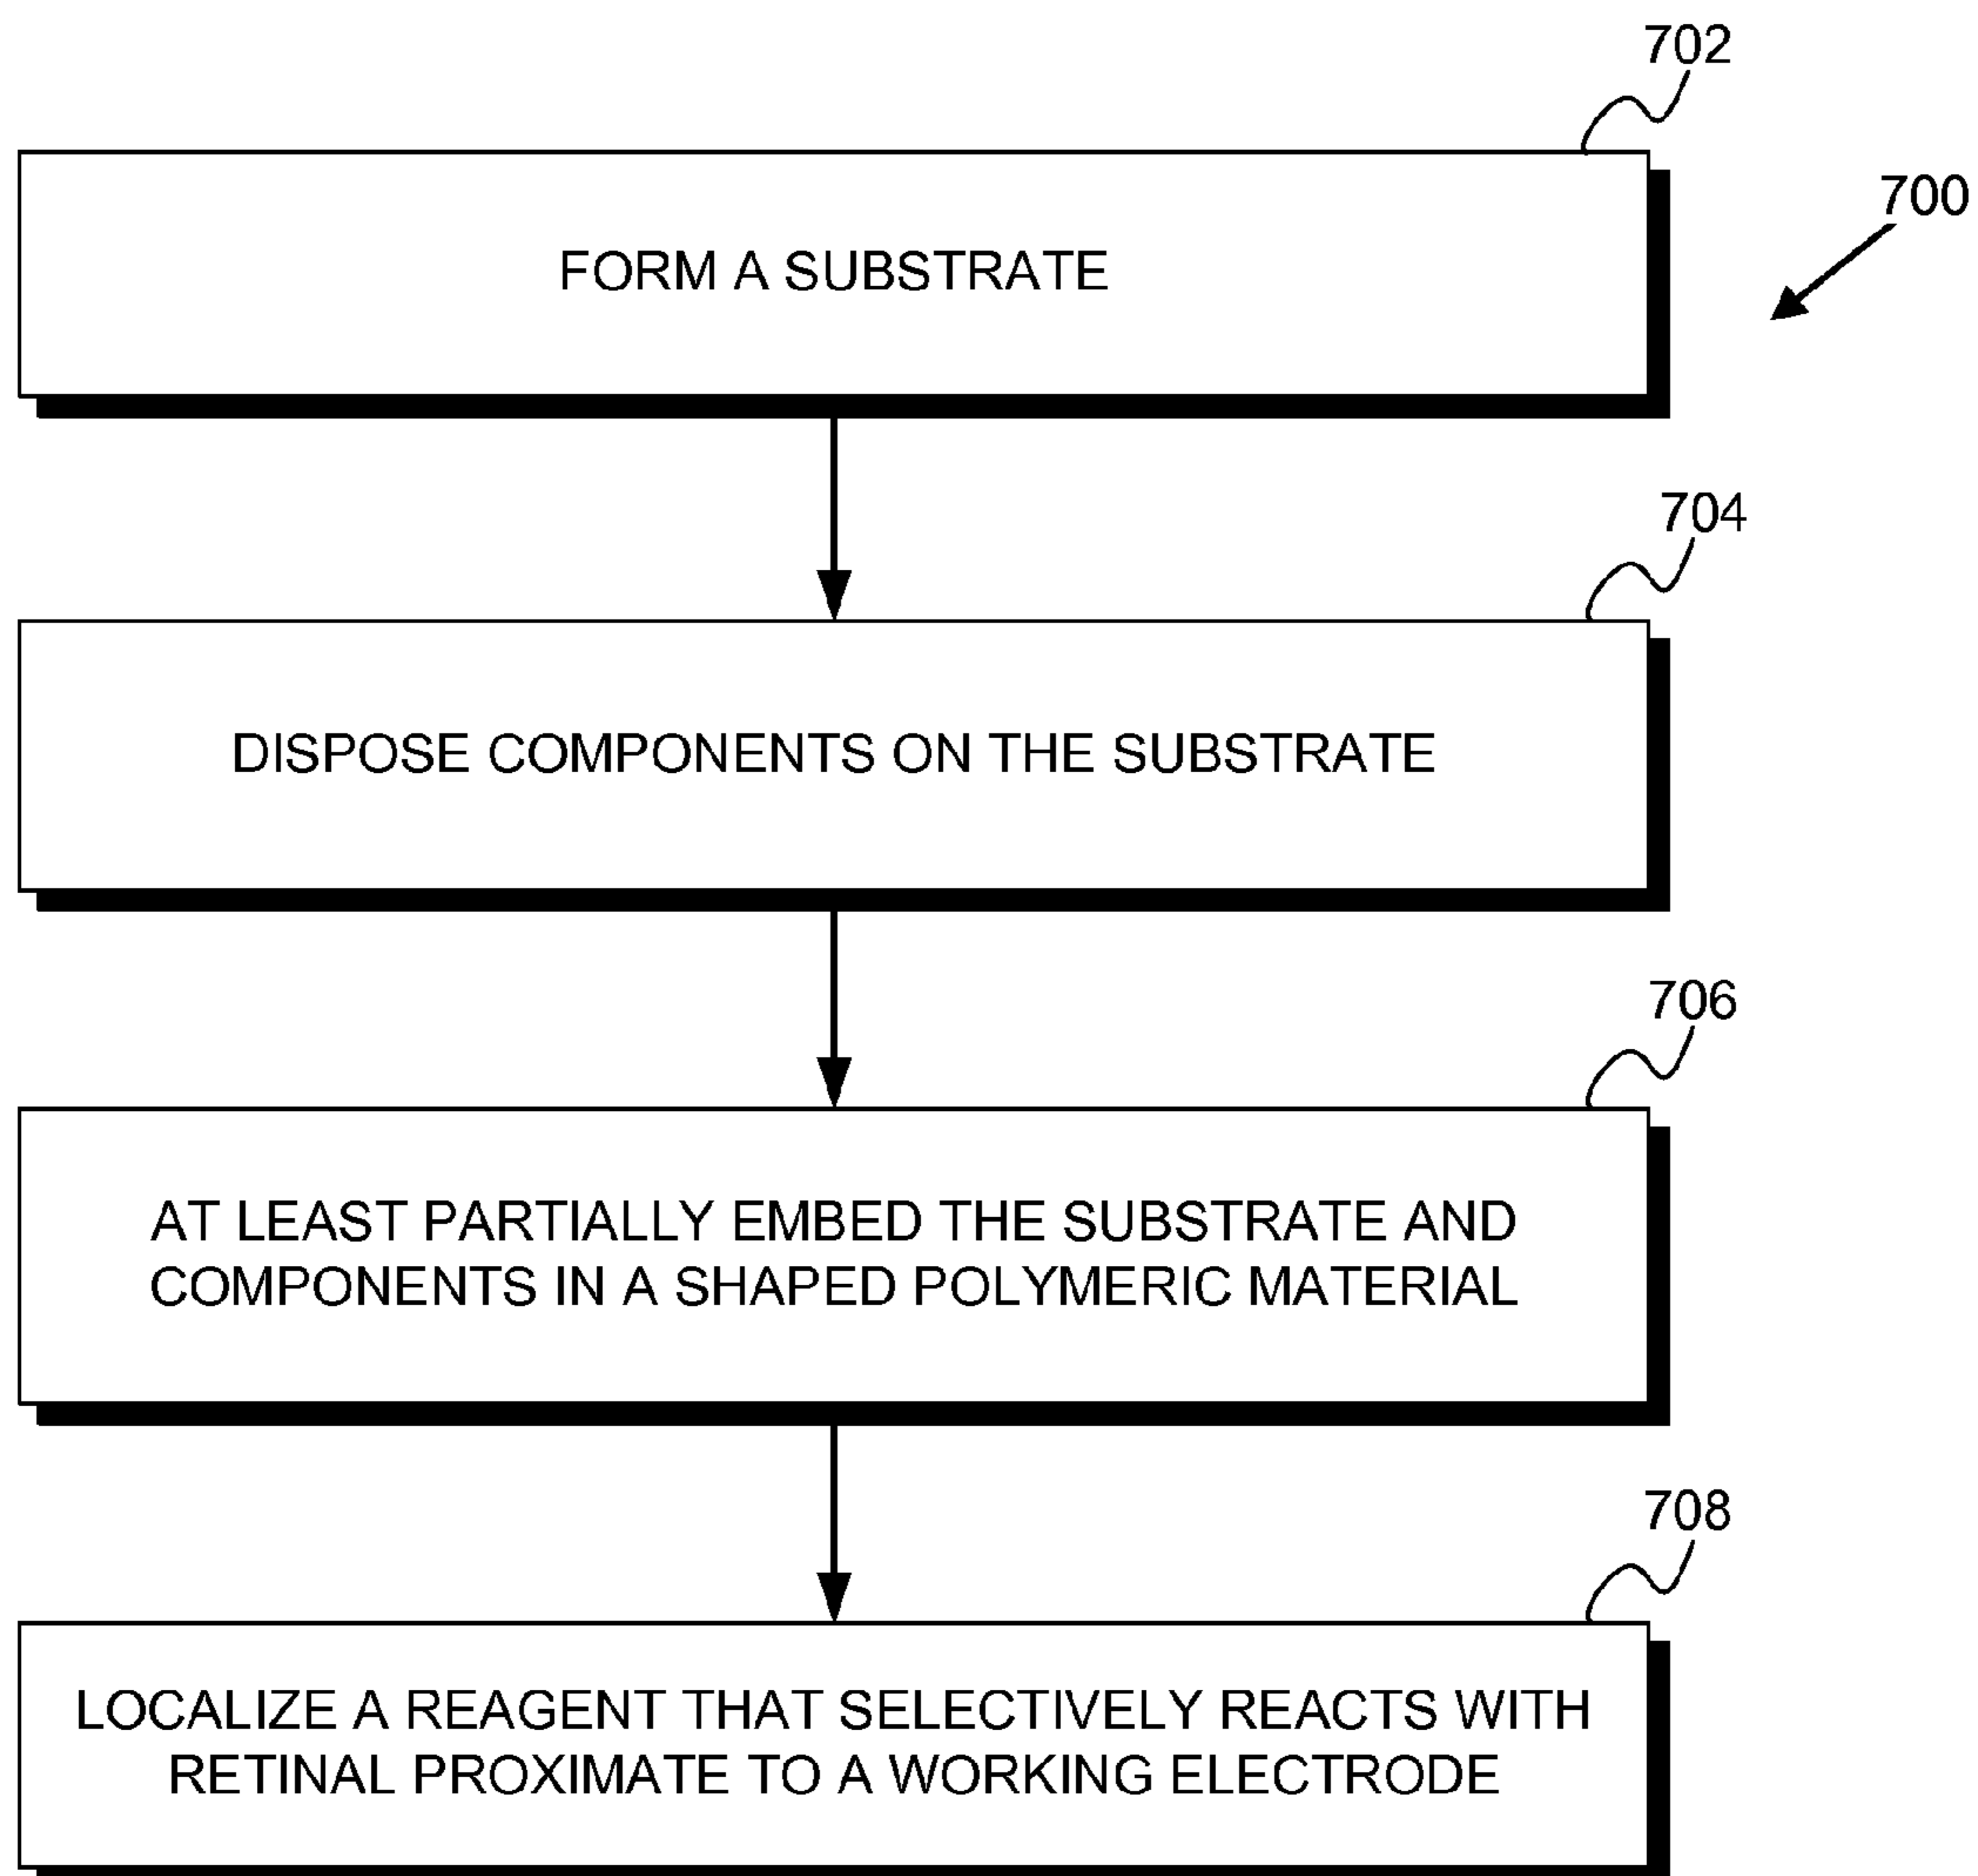 702
700
FORM A SUBSTRATE
704
DISPOSE COMPONENTS ON THE SUBSTRATE
706
AT LEAST PARTIALLY EMBED THE SUBSTRATE AND
COMPONENTS IN A SHAPED POLYMERIC MATERIAL
708
LOCALIZE A REAGENT THAT SELECTIVELY REACTS WITH
RETINAL PROXIMATE TO A WORKING ELECTRODE